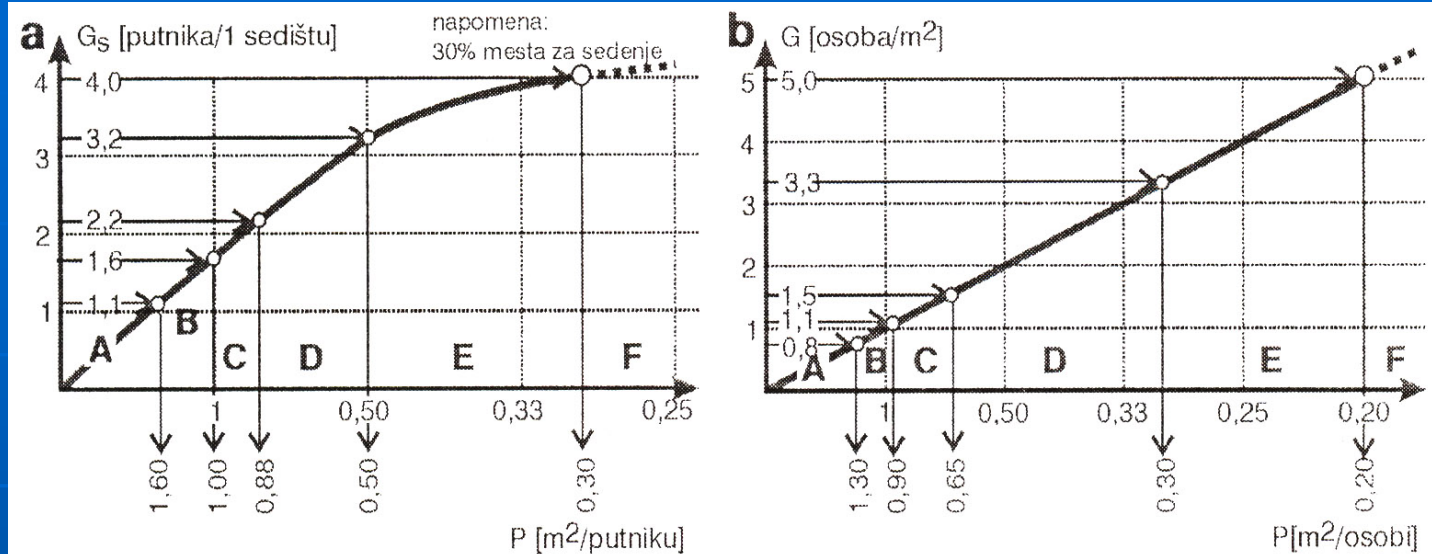 a
G_S [putnika/1 sedištu]
napomena:
30% mesta za sedenje
4
4,0
3,2
3
2,2
2
1,6
1,1
1
A
B
C
D
E
F
1
0,50
0,33
0,25
1,60
1,00
0,88
0,50
0,30
P [m²/putniku]
b
G [osoba/m²]
5
5,0
4
3,3
3
2
1,5
1,1
1
0,8
A
B
C
D
E
F
1
0,50
0,33
0,25
0,20
1,30
0,90
0,65
0,30
0,20
P[m²/osobi]